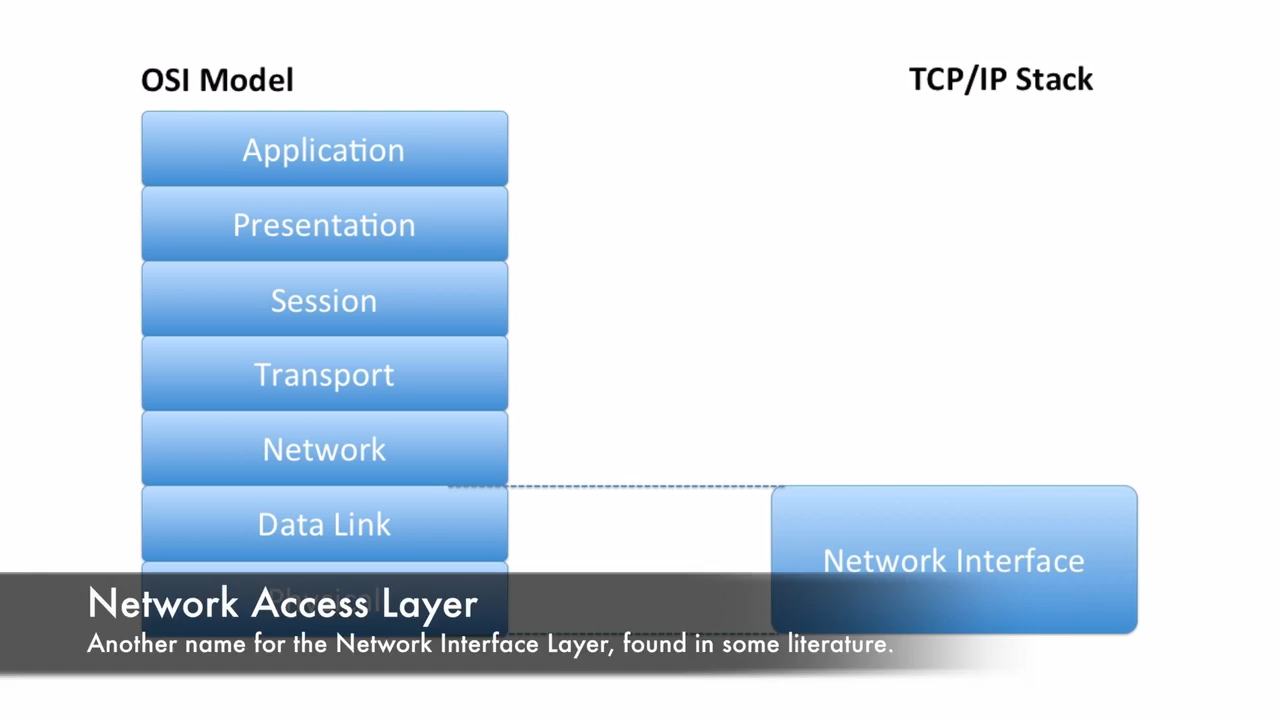 OSI Model
TCP/IP Stack
Application
Presentation
Session
Transport
Network
Data Link
Physical
Network Interface
Network Access Layer
Another name for the Network Interface Layer, found in some literature.